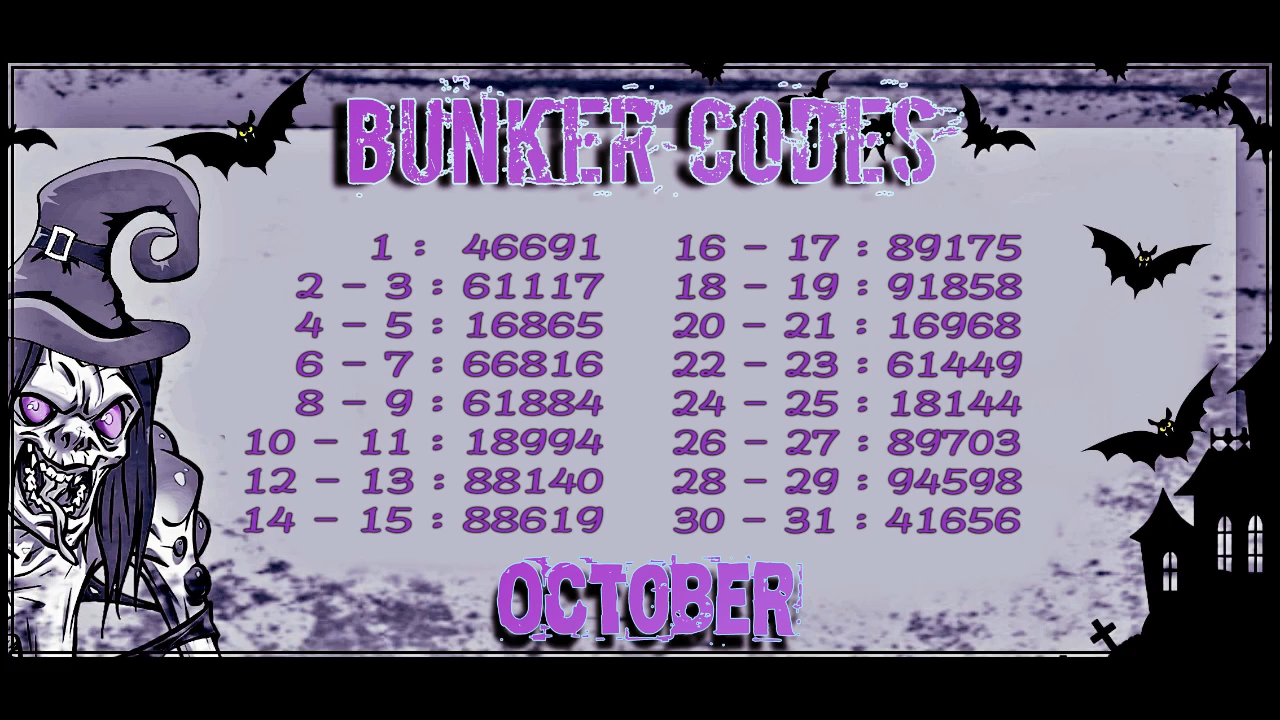 BUNKER CODES
1 : 46691
2 - 3 : 61117
4 - 5 : 16865
6 - 7 : 66816
8 - 9 : 61884
10 - 11 : 18994
12 - 13 : 88140
14 - 15 : 88619
16 - 17 : 89175
18 - 19 : 91858
20 - 21 : 16968
22 - 23 : 61449
24 - 25 : 18144
26 - 27 : 89703
28 - 29 : 94598
30 - 31 : 41656
OCTOBER